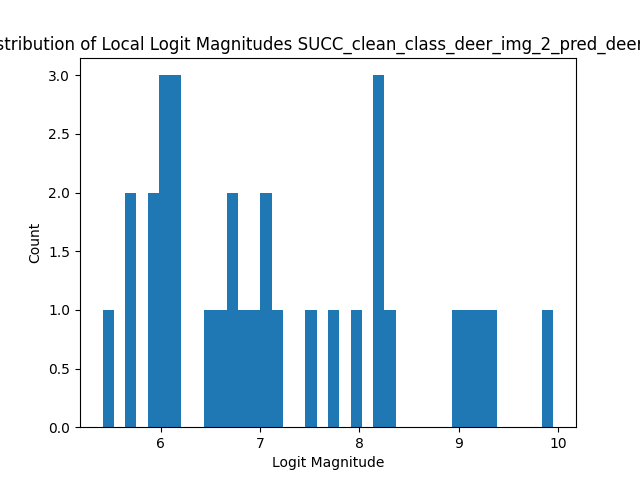 stribution of Local Logit Magnitudes SUCC_clean_class_deer_img_2_pred_deer
3.0
2.5
2.0
1.5
1.0
0.5
0.0
Count
6 7 8 9 10
Logit Magnitude